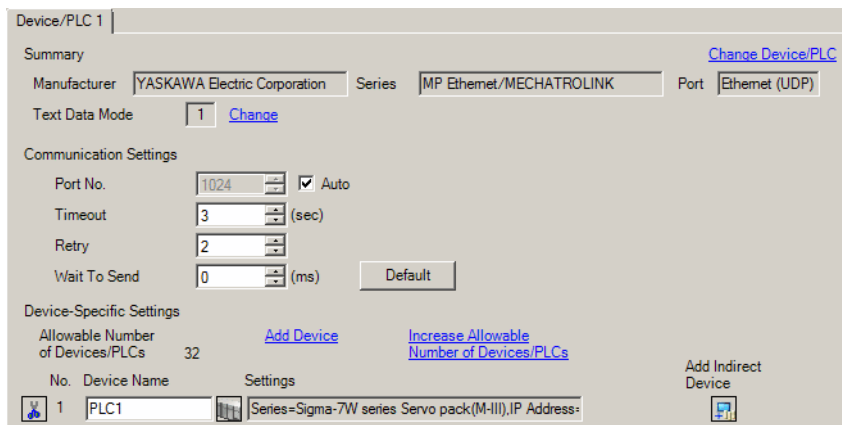 Device/PLC 1
Summary Change Device/PLC
Manufacturer YASKAWA Electric Corporation Series MP Ethernet/MECHATROLINK Port Ethernet (UDP)
Text Data Mode 1 Change
Communication Settings
Port No. 1024 Auto
Timeout 3 (sec)
Retry 2
Wait To Send 0 (ms) Default
Device-Specific Settings
Allowable Number Add Device Increase Allowable
of Devices/PLCs 32 Number of Devices/PLCs
Add Indirect
No. Device Name Settings Device
1 PLC1 Series=Sigma-7W series Servo pack(M-III),IP Address=